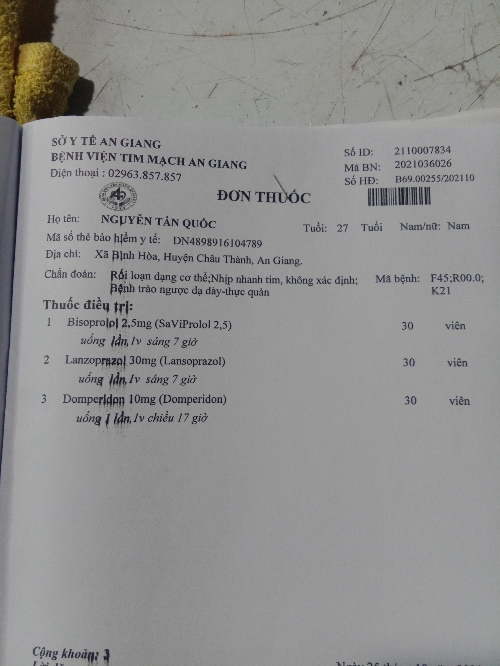 SỞ Y TẾ AN GIANG
BỆNH VIỆN TIM MẠCH AN GIANG
Điện thoại : 02963.857.857
Số ID: 2110007834
Mã BN: 2021036026
Số HĐ: B69.00255/202110
ĐƠN THUỐC
Họ tên: NGUYỄN TẤN QUỐC Tuổi: 27 Tuổi Nam/nữ: Nam
Mã số thẻ bảo hiểm y tế: DN4898916104789
Địa chỉ: Xã Bình Hòa, Huyện Châu Thành, An Giang.
Chẩn đoán: Rối loạn dạng cơ thể;Nhịp nhanh tim, không xác định; Mã bệnh: F45;R00.0;
Bệnh trào ngược dạ dày-thực quản K21
Thuốc điều trị:
1 Bisoprolol 2,5mg (SaViProlol 2,5) 30 viên
uống lần,1v sáng 7 giờ
2 Lanzoprazol 30mg (Lansoprazol) 30 viên
uống lần,1v sáng 7 giờ
3 Domperidon 10mg (Domperidon) 30 viên
uống 1 lần,1v chiều 17 giờ
Cộng khoản: 3